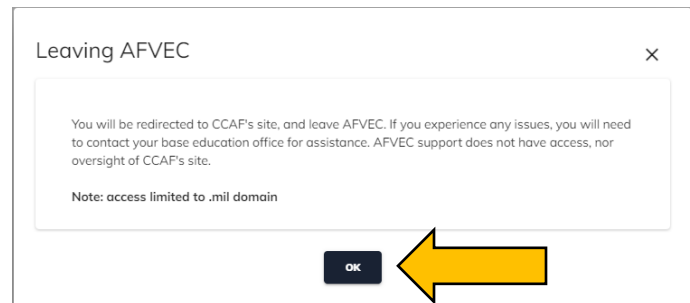 Leaving AFVEC
You will be redirected to CCAF's site, and leave AFVEC. If you experience any issues, you will need
to contact your base education office for assistance. AFVEC support does not have access, nor
oversight of CCAF's site.
Note: access limited to .mil domain
OK